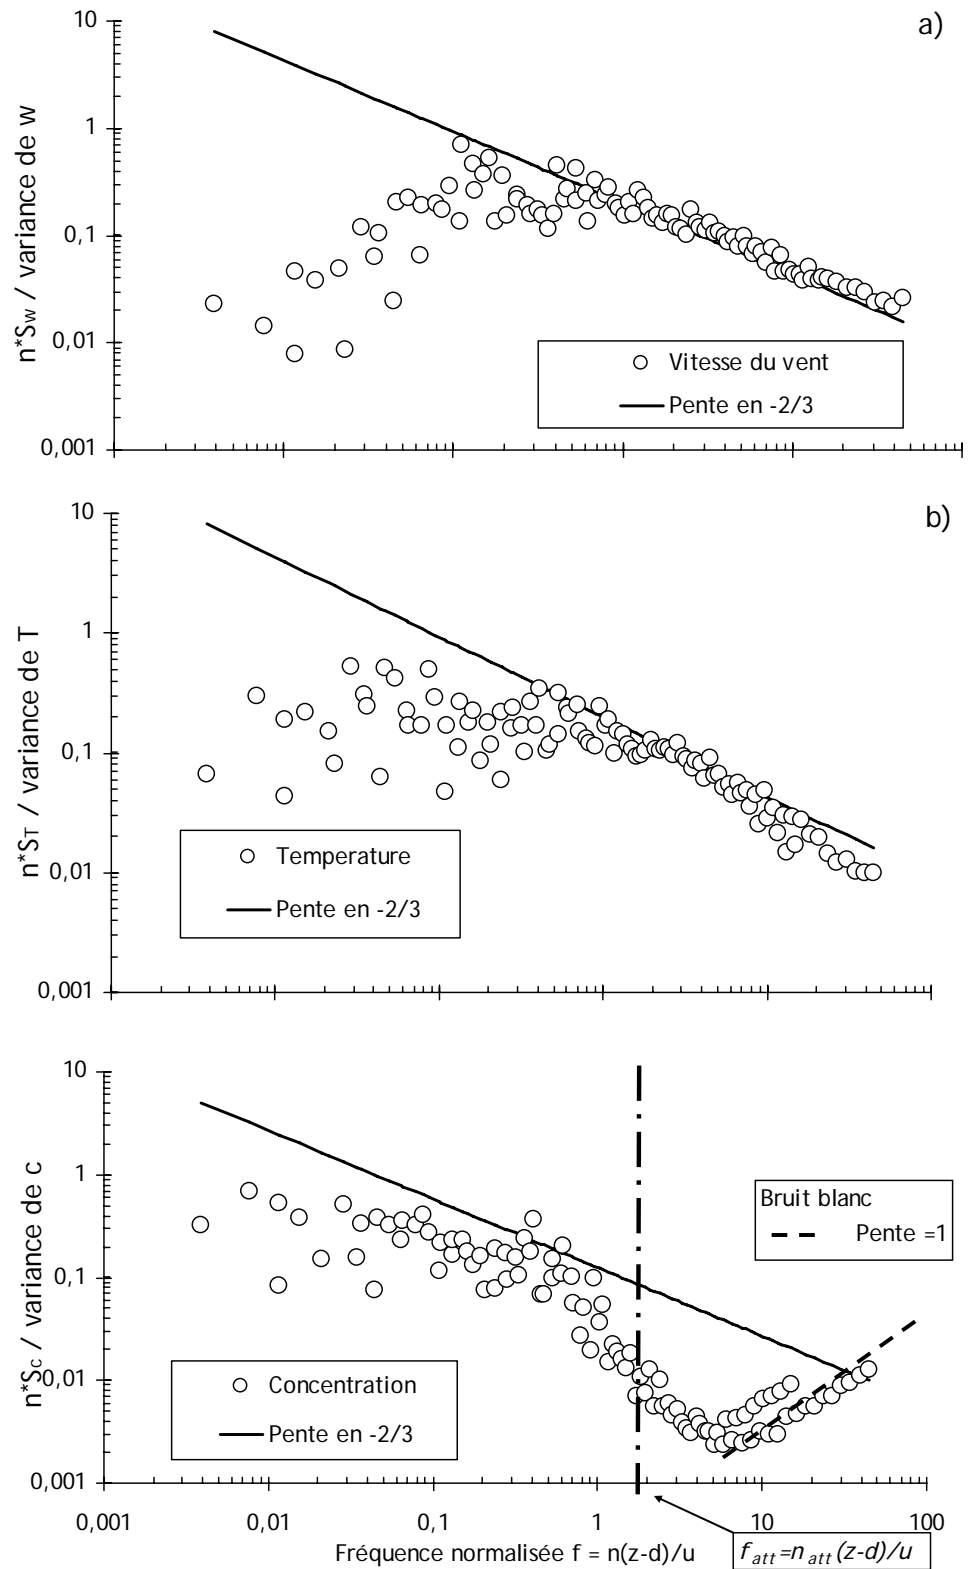 a)
10
1
0,1
0,01
0,001
n*Sw / variance de w
Vitesse du vent
Pente en -2/3
b)
10
1
0,1
0,01
0,001
n*ST / variance de T
Temperature
Pente en -2/3
10
1
0,1
0,01
0,001
n*Sc / variance de c
Bruit blanc
Pente =1
Concentration
Pente en -2/3
0,001
0,01
0,1
1
10
100
Fréquence normalisée f = n(z-d)/u
fatt=natt(z-d)/u